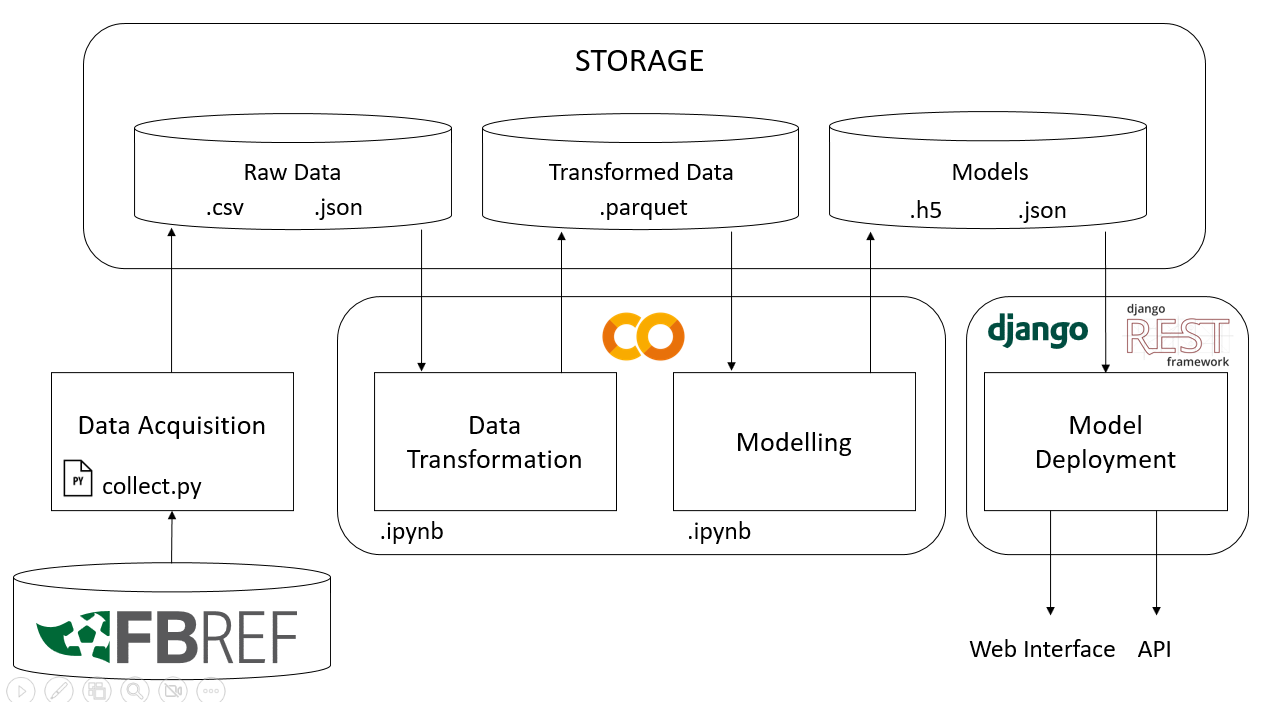 STORAGE
Raw Data
.csv .json
Transformed Data
.parquet
Models
.h5 .json
Data Acquisition
PY
collect.py
FBREF
CO
Data
Transformation
.ipynb
Modelling
.ipynb
django
django
REST
framework
Model
Deployment
Web Interface API